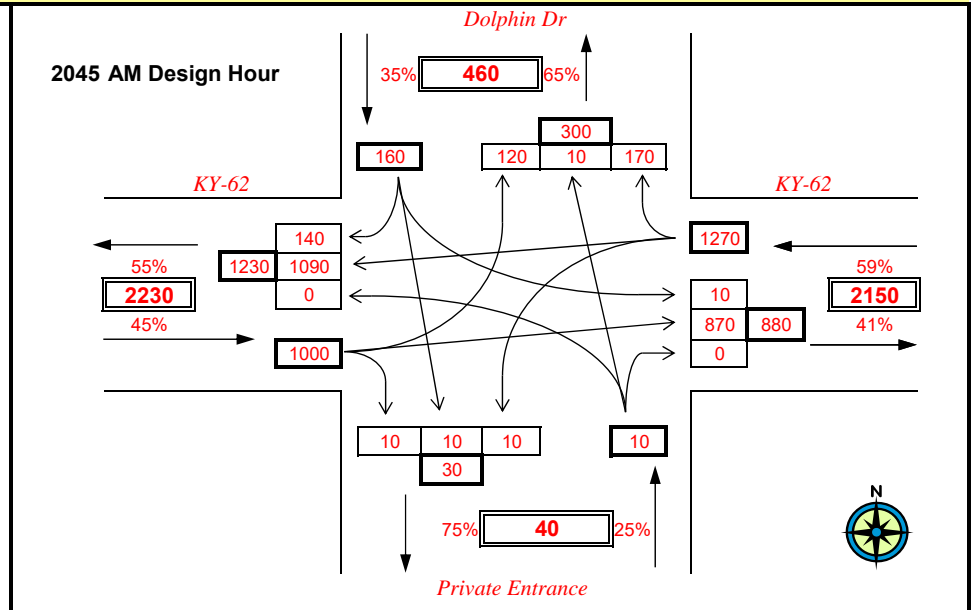 Dolphin Dr
2045 AM Design Hour
35% 460 65%
300
160 120 10 170
KY-62 KY-62
140 1270
1230 1090
55% 59%
0 10
2230 2150
870 880
45% 41%
1000 0
10 10 10 10
30
N
75% 40 25%
Private Entrance